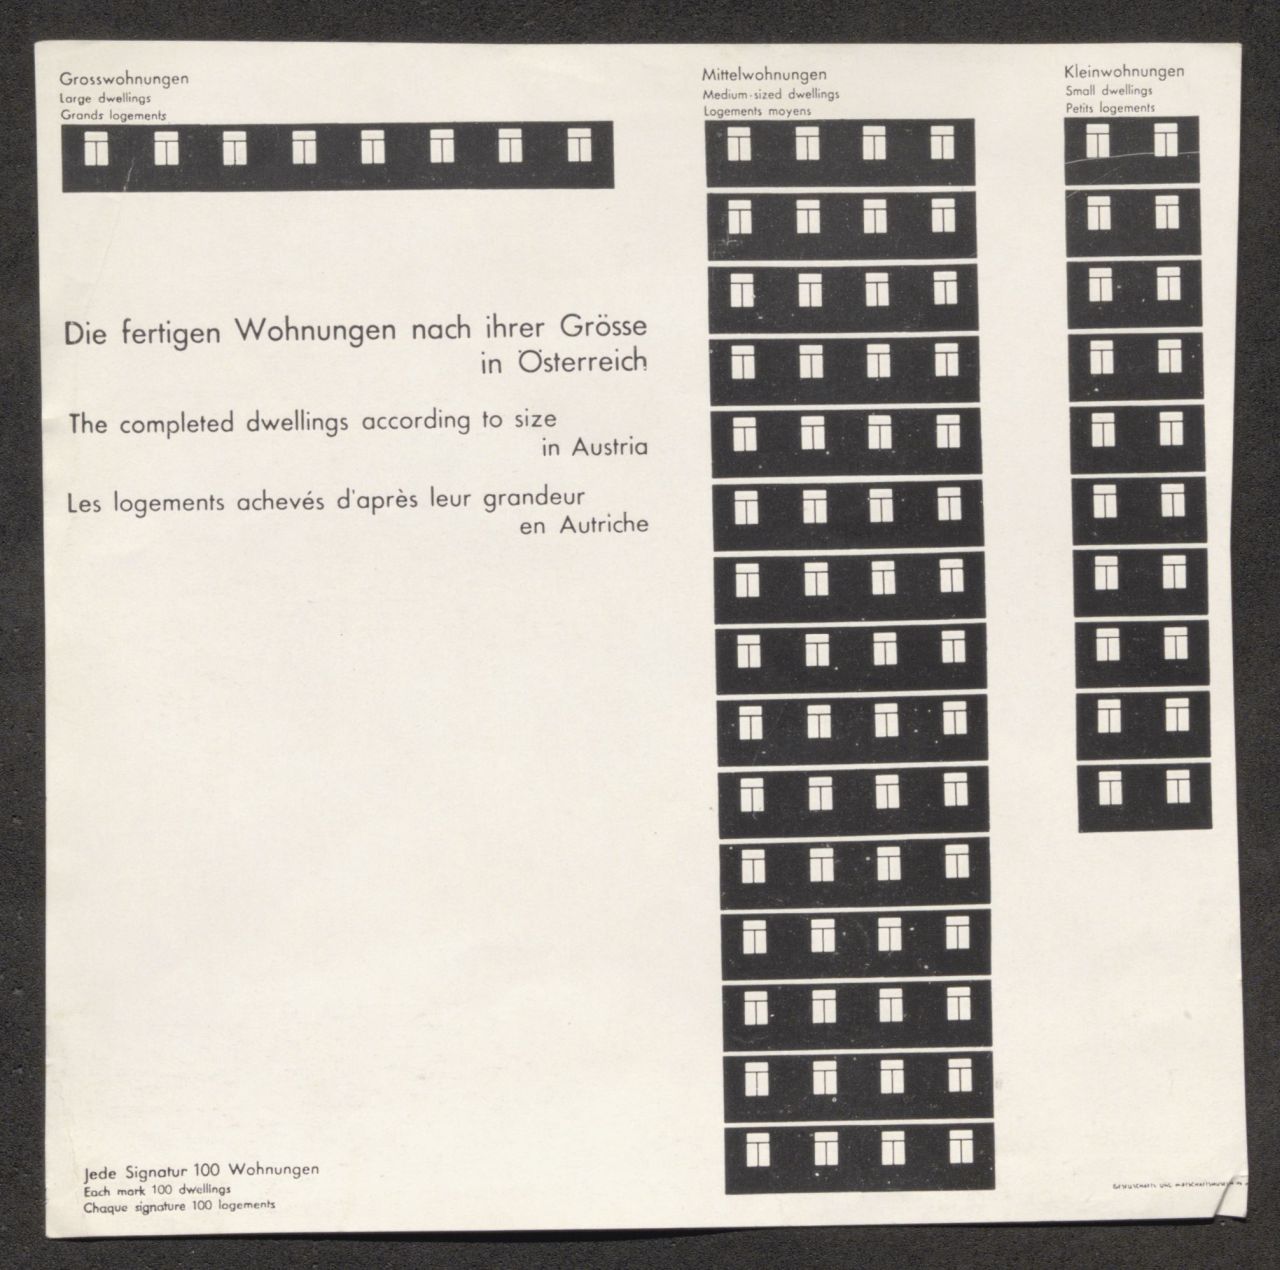 Grosswohnungen
Large dwellings
Grands logements
Mittelwohnungen
Medium-sized dwellings
Logements moyens
Kleinwohnungen
Small dwellings
Petits logements
Die fertigen Wohnungen nach ihrer Grösse
in Österreich
The completed dwellings according to size
in Austria
Les logements achevés d'après leur grandeur
en Autriche
Jede Signatur 100 Wohnungen
Each mark 100 dwellings
Chaque signature 100 logements